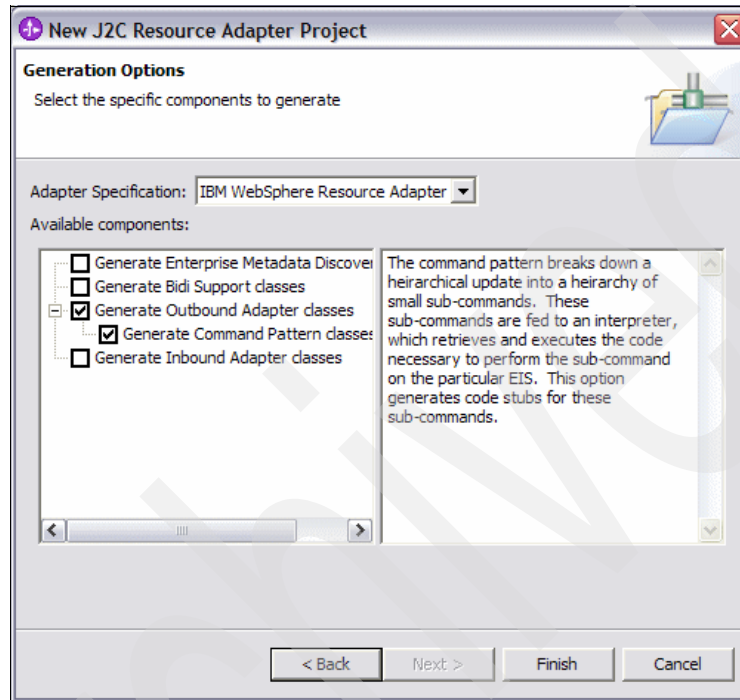 New J2C Resource Adapter Project
Generation Options
Select the specific components to generate
Adapter Specification: IBM WebSphere Resource Adapter
Available components:
Generate Enterprise Metadata Discover
Generate Bidi Support classes
Generate Outbound Adapter classes
Generate Command Pattern classes
Generate Inbound Adapter classes
The command pattern breaks down a
heirarchical update into a heirarchy of
small sub-commands. These
sub-commands are fed to an interpreter,
which retrieves and executes the code
necessary to perform the sub-command
on the particular EIS. This option
generates code stubs for these
sub-commands.
< Back
Next >
Finish
Cancel